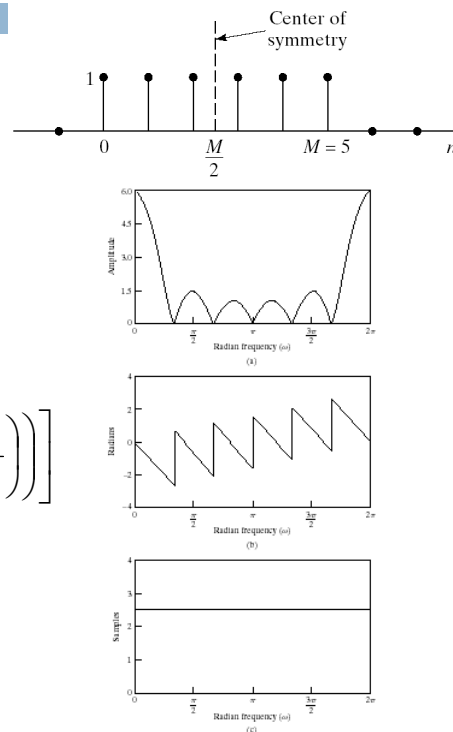 Center of
symmetry
1
0
M
2
M = 5
n
6.0
4.5
3.0
1.5
0
Amplitude
0
π
2
π
3π
2
2π
Radian frequency (ω)
(a)
4
2
0
−2
−4
Radians
0
π
2
π
3π
2
2π
Radian frequency (ω)
(b)
4
3
2
1
0
Samples
0
π
2
π
3π
2
2π
Radian frequency (ω)
(c)
))]